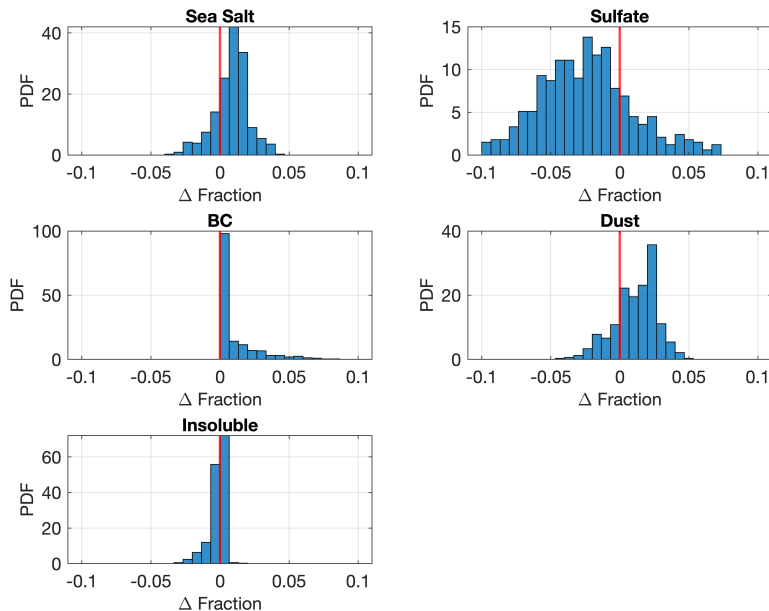 Sea Salt
40
20
0
PDF
-0.1 -0.05 0 0.05 0.1
Δ Fraction
Sulfate
15
10
5
0
PDF
-0.1 -0.05 0 0.05 0.1
Δ Fraction
BC
100
50
0
PDF
-0.1 -0.05 0 0.05 0.1
Δ Fraction
Dust
40
20
0
PDF
-0.1 -0.05 0 0.05 0.1
Δ Fraction
Insoluble
60
40
20
0
PDF
-0.1 -0.05 0 0.05 0.1
Δ Fraction